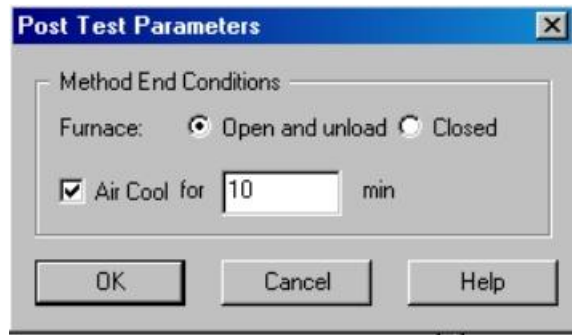 Post Test Parameters
Method End Conditions
Furnace: Open and unload Closed
Air Cool for 10 min
OK Cancel Help